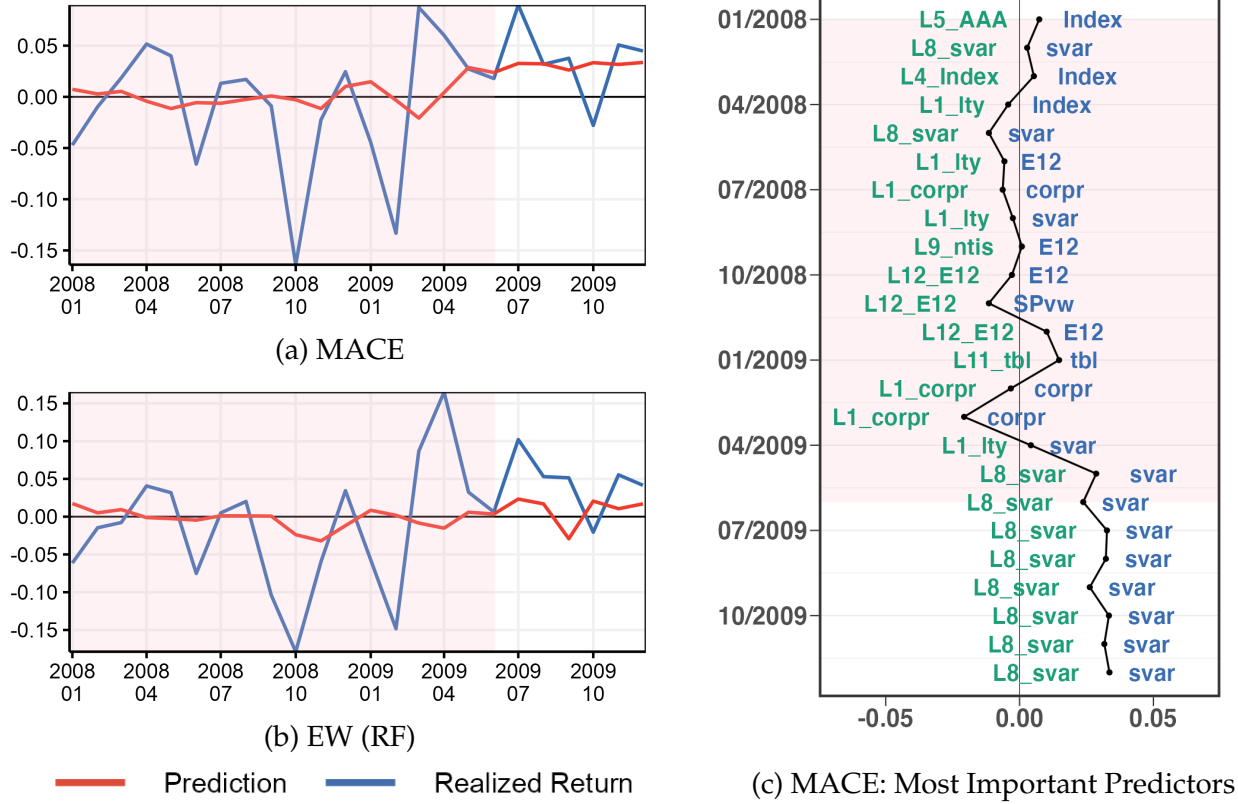 0.05
0.00
-0.05
-0.10
-0.15
2008 2008 2008 2008 2009 2009 2009 2009
01 04 07 10 01 04 07 10
(a) MACE
0.15
0.10
0.05
0.00
-0.05
-0.10
-0.15
2008 2008 2008 2008 2009 2009 2009 2009
01 04 07 10 01 04 07 10
(b) EW (RF)
Prediction Realized Return
01/2008 L5_AAA Index
L8_svar svar
L4_Index Index
04/2008 L1_lty Index
L8_svar svar
L1_lty E12
07/2008 L1_corpr corpr
L1_lty svar
L9_ntis E12
10/2008 L12_E12 E12
L12_E12 SPvw
L12_E12 E12
01/2009 L11_tbl tbl
L1_corpr corpr
L1_corpr corpr
04/2009 L1_lty svar
L8_svar svar
L8_svar svar
07/2009 L8_svar svar
L8_svar svar
L8_svar svar
10/2009 L8_svar svar
L8_svar svar
L8_svar svar
-0.05 0.00 0.05
(c) MACE: Most Important Predictors